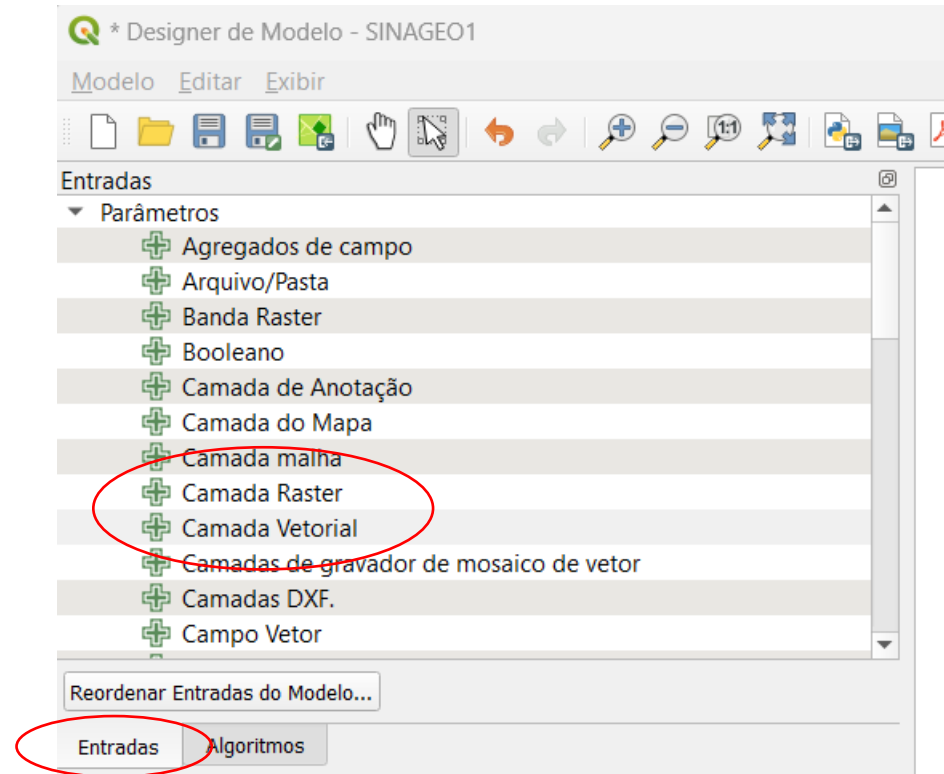 * Designer de Modelo - SINAGEO1
Modelo Editar Exibir
1:1
Entradas
Parâmetros
Agregados de campo
Arquivo/Pasta
Banda Raster
Booleano
Camada de Anotação
Camada do Mapa
Camada malha
Camada Raster
Camada Vetorial
Camadas de gravador de mosaico de vetor
Camadas DXF.
Campo Vetor
Reordenar Entradas do Modelo...
Entradas Algoritmos